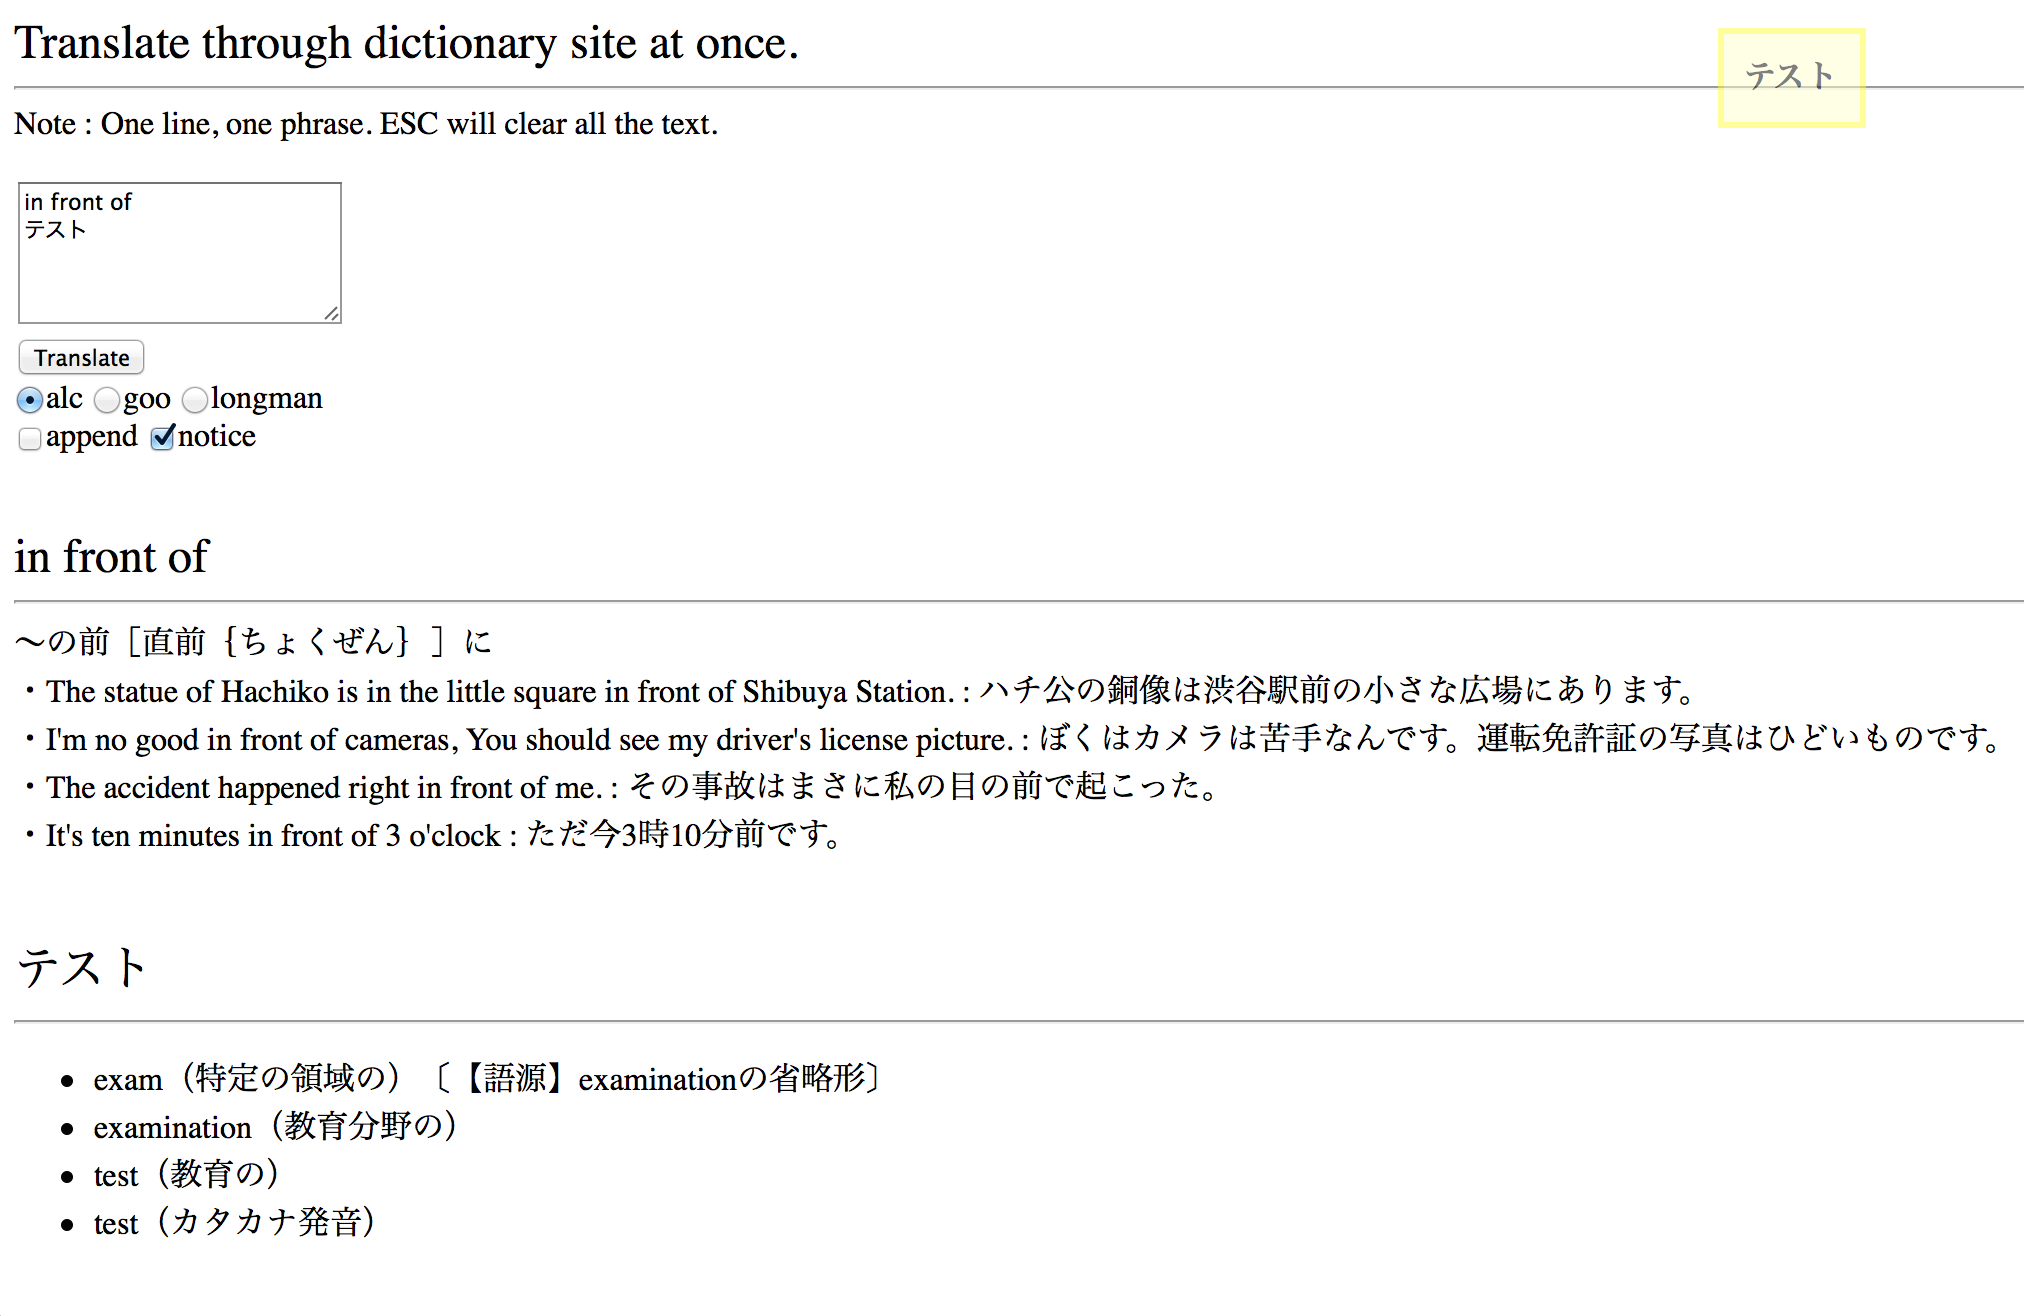 Translate through dictionary site at once.
テスト
Note : One line, one phrase. ESC will clear all the text.
in front of
テスト
Translate
alc goo longman
append notice
in front of
～の前［直前｛ちょくぜん｝］に
・The statue of Hachiko is in the little square in front of Shibuya Station. : ハチ公の銅像は渋谷駅前の小さな広場にあります。
・I'm no good in front of cameras, You should see my driver's license picture. : ぼくはカメラは苦手なんです。運転免許証の写真はひどいものです。
・The accident happened right in front of me. : その事故はまさに私の目の前で起こった。
・It's ten minutes in front of 3 o'clock : ただ今3時10分前です。
テスト
• exam（特定の領域の）〔【語源】examinationの省略形〕
• examination（教育分野の）
• test（教育の）
• test（カタカナ発音）